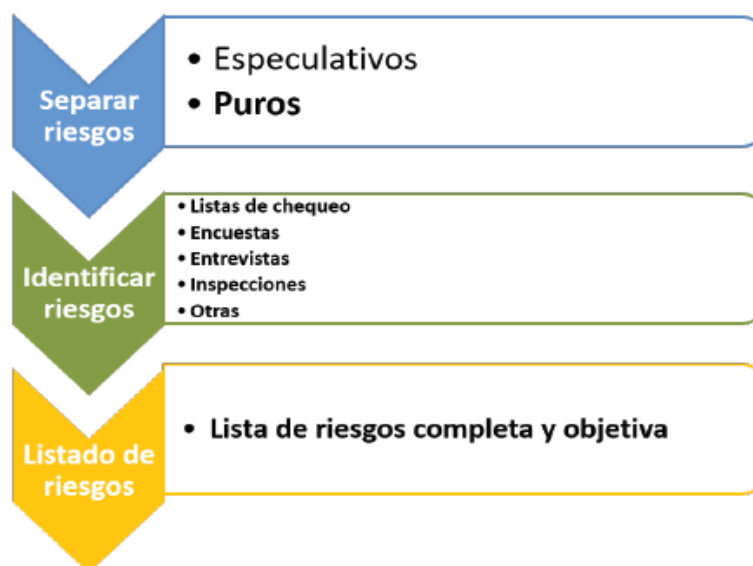 Separar
riesgos
• Especulativos
• Puros
Identificar
riesgos
• Listas de chequeo
• Encuestas
• Entrevistas
• Inspecciones
• Otras
Listado de
riesgos
• Lista de riesgos completa y objetiva